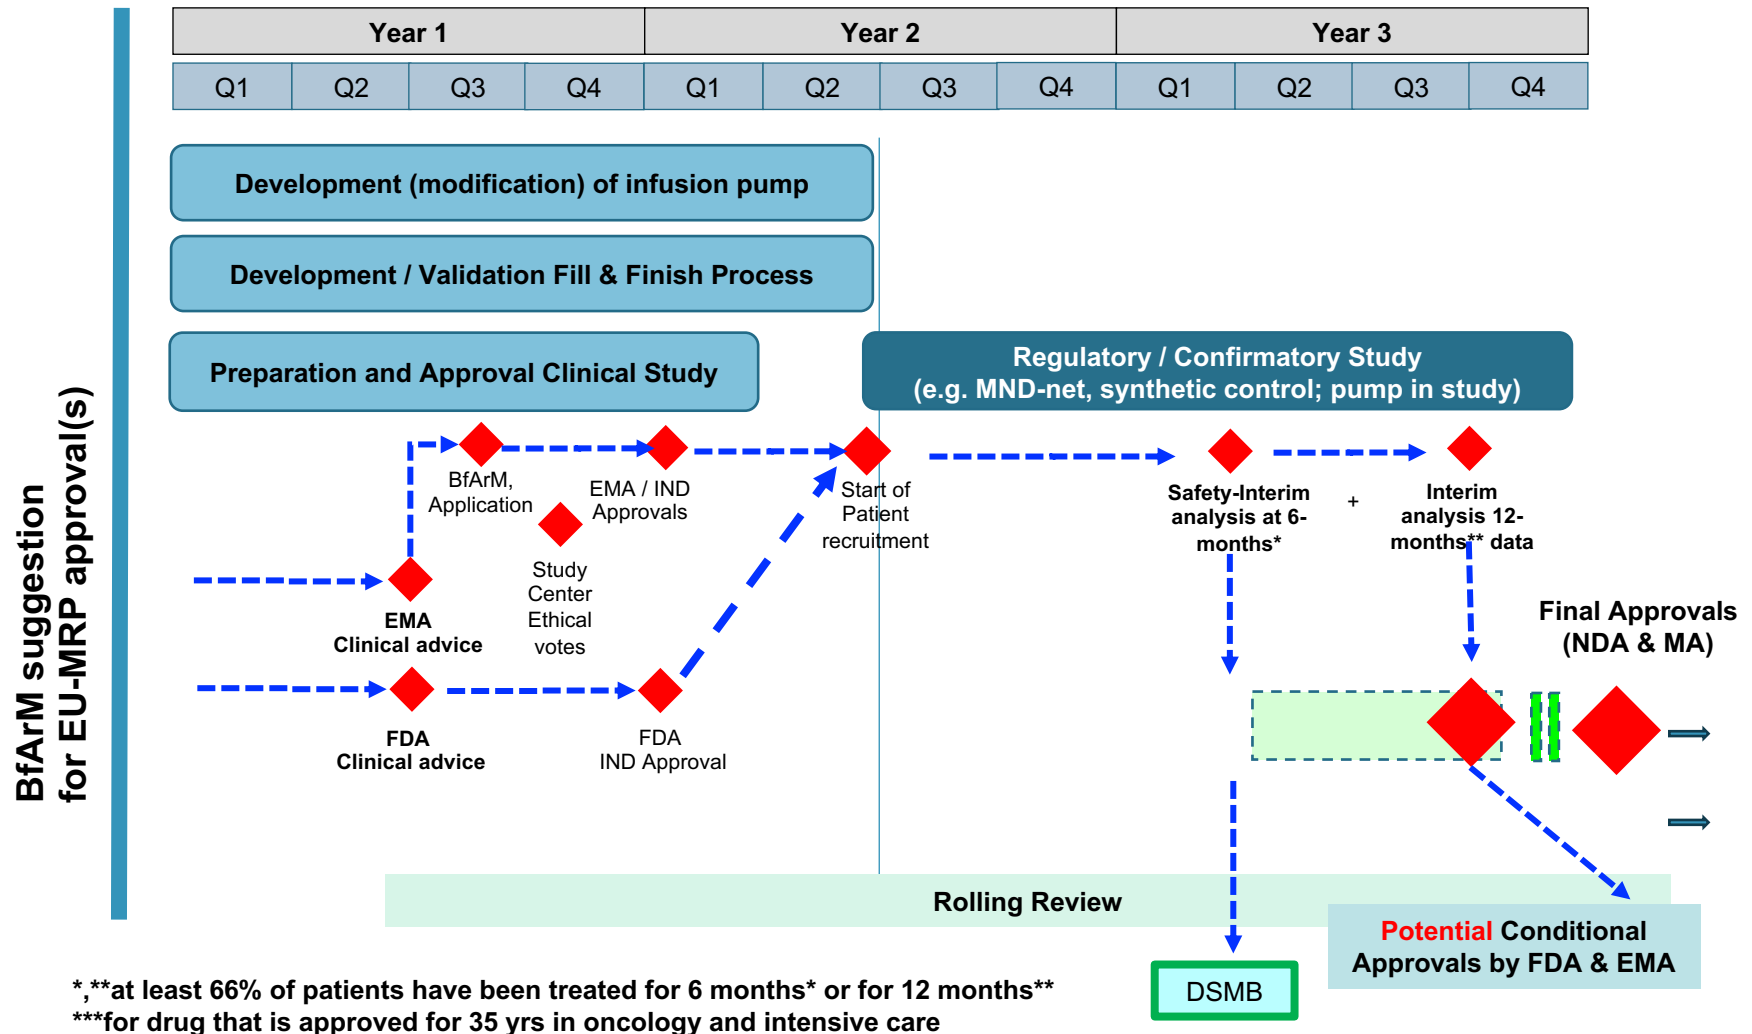 BfArM suggestion
for EU-MRP approval(s)
Year 1
Year 2
Year 3
Q1
Q2
Q3
Q4
Q1
Q2
Q3
Q4
Q1
Q2
Q3
Q4
Development (modification) of infusion pump
Development / Validation Fill & Finish Process
Preparation and Approval Clinical Study
Regulatory / Confirmatory Study
(e.g. MND-net, synthetic control; pump in study)
BfArM,
Application
EMA / IND
Approvals
Start of
Patient
recruitment
Safety-Interim
analysis at 6-
months*
+
Interim
analysis 12-
months** data
Study
Center
Ethical
votes
EMA
Clinical advice
FDA
Clinical advice
FDA
IND Approval
Final Approvals
(NDA & MA)
Rolling Review
Potential Conditional
Approvals by FDA & EMA
DSMB
*,**at least 66% of patients have been treated for 6 months* or for 12 months**
***for drug that is approved for 35 yrs in oncology and intensive care